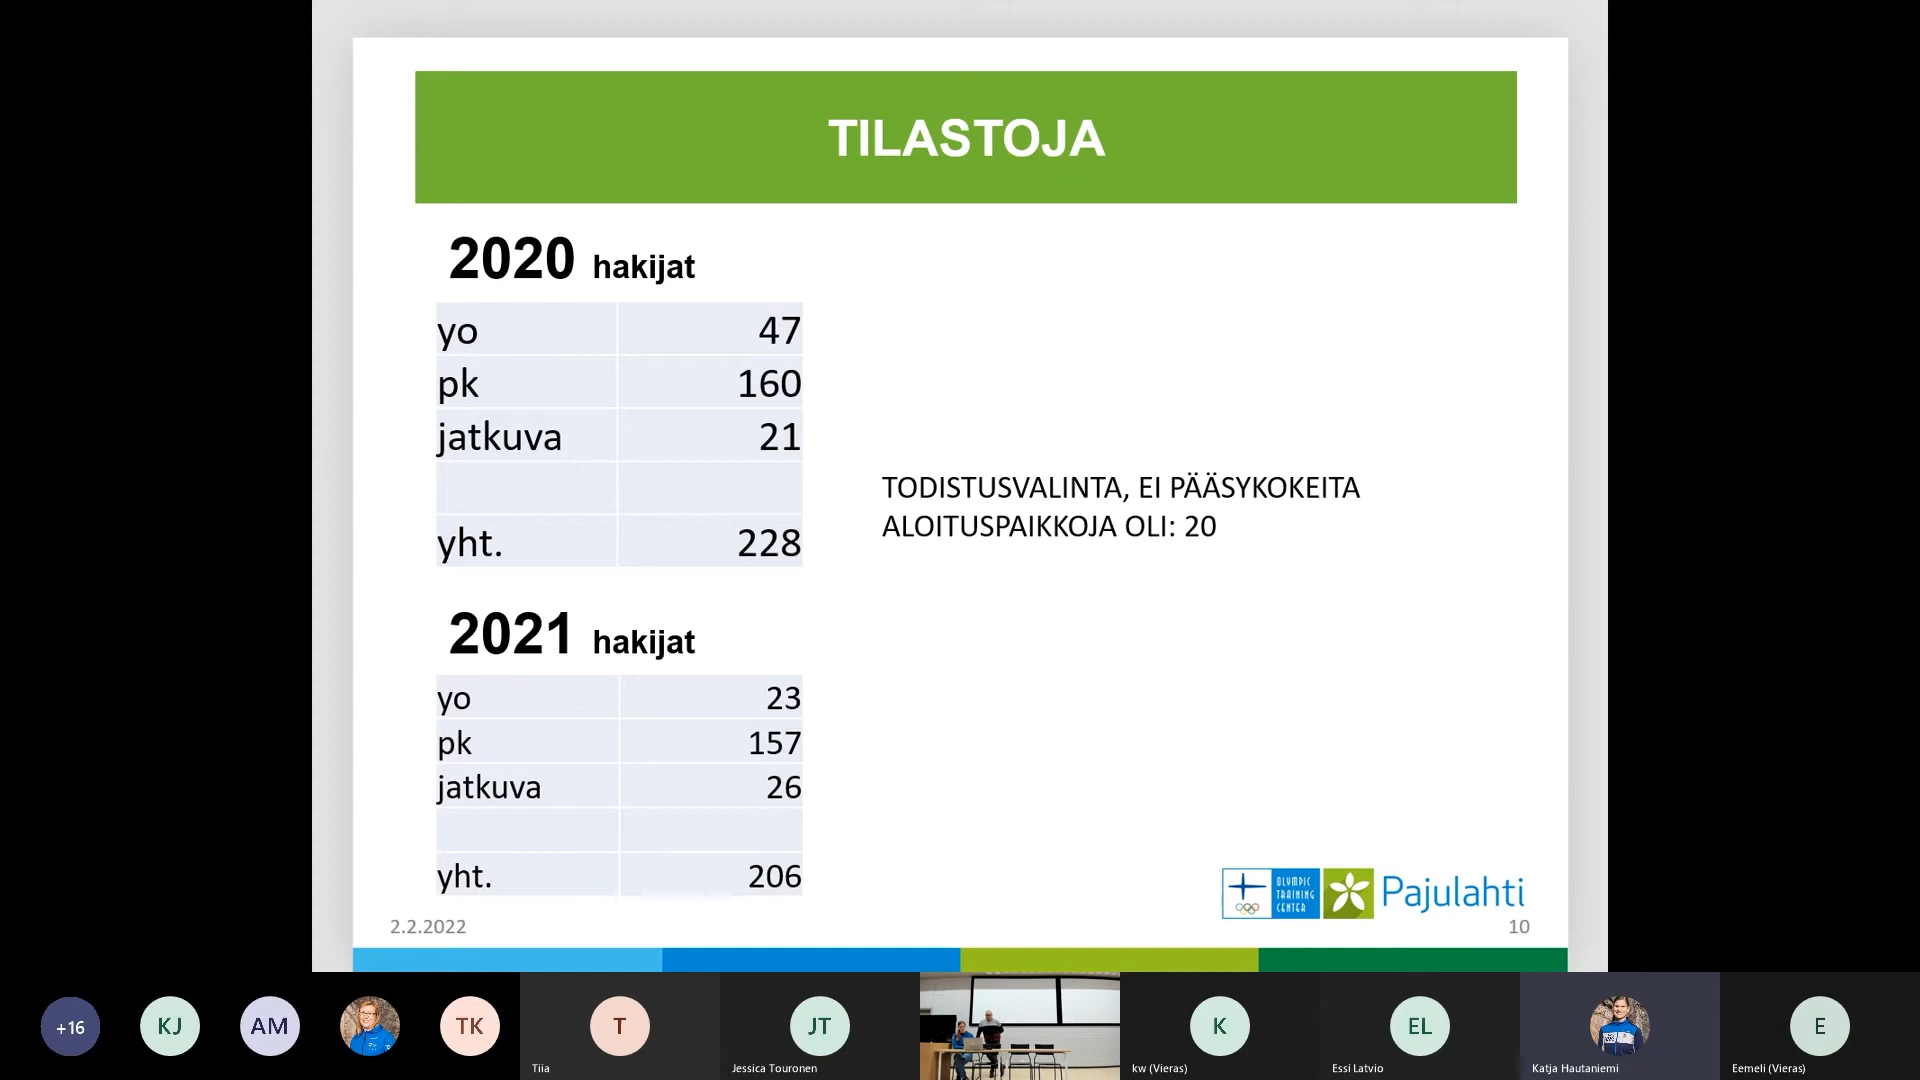 TILASTOJA
2020 hakijat
yo 47
pk 160
jatkuva 21
yht. 228
TODISTUSVALINTA, EI PÄÄSYKOKEITA
ALOITUSPAIKKOJA OLI: 20
2021 hakijat
yo 23
pk 157
jatkuva 26
yht. 206
OLYMPIC
TRAINING
CENTER
Pajulahti
2.2.2022
10
+16
KJ
AM
TK
T
Tiia
JT
Jessica Touronen
K
kw (Vieras)
EL
Essi Latvio
Katja Hautaniemi
E
Eemeli (Vieras)